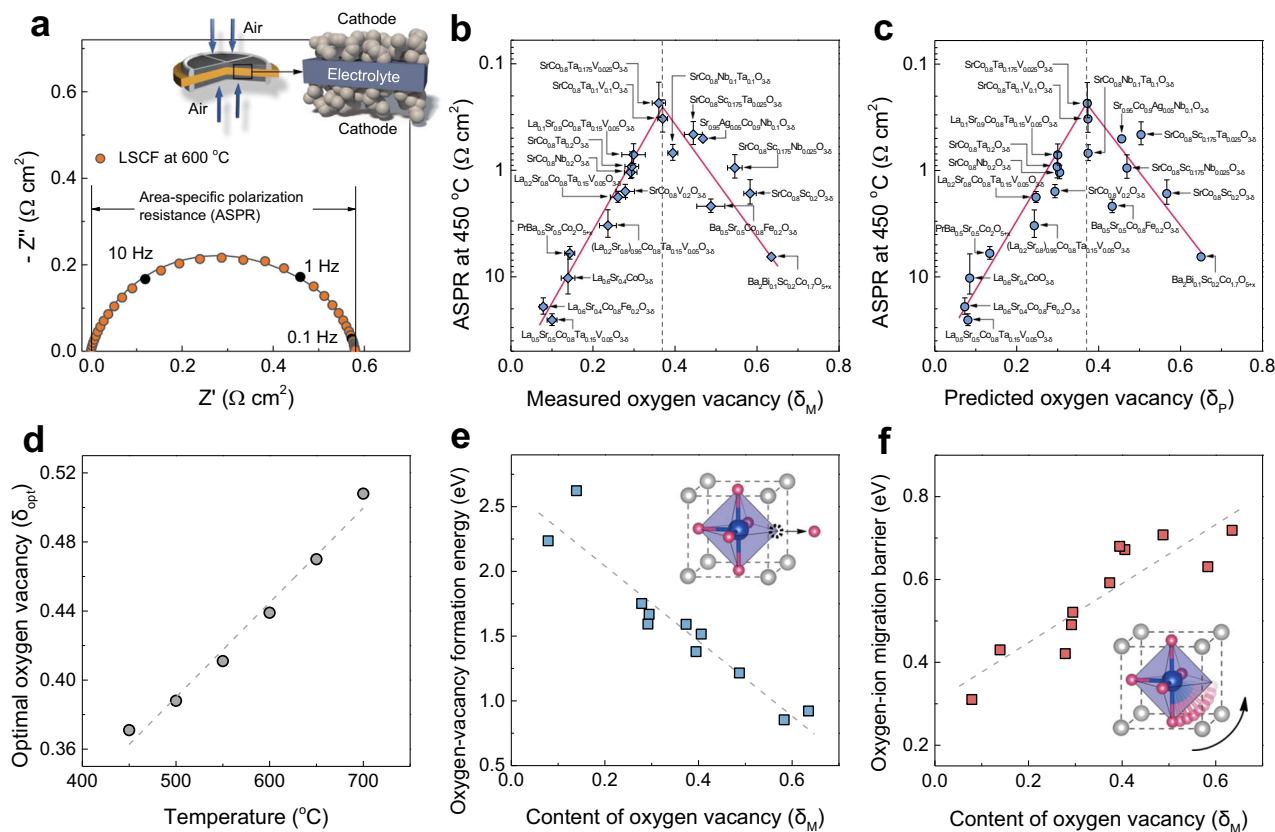 a
Air
Cathode
Electrolyte
Air
Cathode
LSCF at 600 °C
Area-specific polarization
resistance (ASPR)
10 Hz
1 Hz
0.1 Hz
- Z'' (Ω cm²)
0.6
0.4
0.2
0.0
0.0 0.1 0.2 0.3 0.4 0.5 0.6 0.7
Z' (Ω cm²)
b
ASPR at 450 °C (Ω cm²)
0.1
1
10
SrCo₀.₈Ta₀.₁₇₅V₀.₀₂₅O₃-δ
SrCo₀.₈Ta₀.₁V₀.₁O₃-δ
SrCo₀.₈Nb₀.₁Ta₀.₁O₃-δ
SrCo₀.₈Sc₀.₁₇₅Ta₀.₀₂₅O₃-δ
La₀.₁Sr₀.₉Co₀.₈Ta₀.₁₅V₀.₀₅O₃-δ
Sr₀.₉₅Ag₀.₀₅Co₀.₉Nb₀.₁O₃-δ
SrCo₀.₈Ta₀.₂O₃-δ
SrCo₀.₈Sc₀.₁₇₅Nb₀.₀₂₅O₃-δ
SrCo₀.₈Nb₀.₂O₃-δ
La₀.₂Sr₀.₈Co₀.₈Ta₀.₁₅V₀.₀₅O₃-δ
SrCo₀.₈V₀.₂O₃-δ
SrCo₀.₈Sc₀.₂O₃-δ
PrBa₀.₅Sr₀.₅Co₂O₅₊ₓ
Ba₀.₅Sr₀.₅Co₀.₈Fe₀.₂O₃-δ
(La₀.₂Sr₀.₈)₀.₉₅Co₀.₈Ta₀.₁₅V₀.₀₅O₃-δ
La₀.₆Sr₀.₄CoO₃-δ
Ba₂Bi₀.₁Sc₀.₂Co₁.₇O₅₊ₓ
La₀.₆Sr₀.₄Co₀.₈Fe₀.₂O₃-δ
La₀.₅Sr₀.₅Co₀.₈Ta₀.₁₅V₀.₀₅O₃-δ
0.0 0.2 0.4 0.6 0.8
Measured oxygen vacancy (δM)
c
ASPR at 450 °C (Ω cm²)
0.1
1
10
SrCo₀.₈Ta₀.₁₇₅V₀.₀₂₅O₃-δ
SrCo₀.₈Ta₀.₁V₀.₁O₃-δ
SrCo₀.₈Nb₀.₁Ta₀.₁O₃-δ
Sr₀.₉₅Co₀.₉Ag₀.₀₅Nb₀.₁O₃-δ
La₀.₁Sr₀.₉Co₀.₈Ta₀.₁₅V₀.₀₅O₃-δ
SrCo₀.₈Sc₀.₁₇₅Ta₀.₀₂₅O₃-δ
SrCo₀.₈Ta₀.₂O₃-δ
SrCo₀.₈Nb₀.₂O₃-δ
SrCo₀.₈Sc₀.₁₇₅Nb₀.₀₂₅O₃-δ
La₀.₂Sr₀.₈Co₀.₈Ta₀.₁₅V₀.₀₅O₃-δ
SrCo₀.₈V₀.₂O₃-δ
SrCo₀.₈Sc₀.₂O₃-δ
PrBa₀.₅Sr₀.₅Co₂O₅₊ₓ
Ba₀.₅Sr₀.₅Co₀.₈Fe₀.₂O₃-δ
(La₀.₂Sr₀.₈)₀.₉₅Co₀.₈Ta₀.₁₅V₀.₀₅O₃-δ
La₀.₆Sr₀.₄CoO₃-δ
Ba₂Bi₀.₁Sc₀.₂Co₁.₇O₅₊ₓ
La₀.₆Sr₀.₄Co₀.₈Fe₀.₂O₃-δ
La₀.₅Sr₀.₅Co₀.₈Ta₀.₁₅V₀.₀₅O₃-δ
0.0 0.2 0.4 0.6 0.8
Predicted oxygen vacancy (δP)
d
Optimal oxygen vacancy (δopt)
0.52
0.48
0.44
0.40
0.36
400 500 600 700
Temperature (°C)
e
Oxygen-vacancy formation energy (eV)
2.5
2.0
1.5
1.0
0.5
0.0 0.2 0.4 0.6
Content of oxygen vacancy (δM)
f
Oxygen-ion migration barrier (eV)
0.8
0.6
0.4
0.2
0.0 0.2 0.4 0.6
Content of oxygen vacancy (δM)